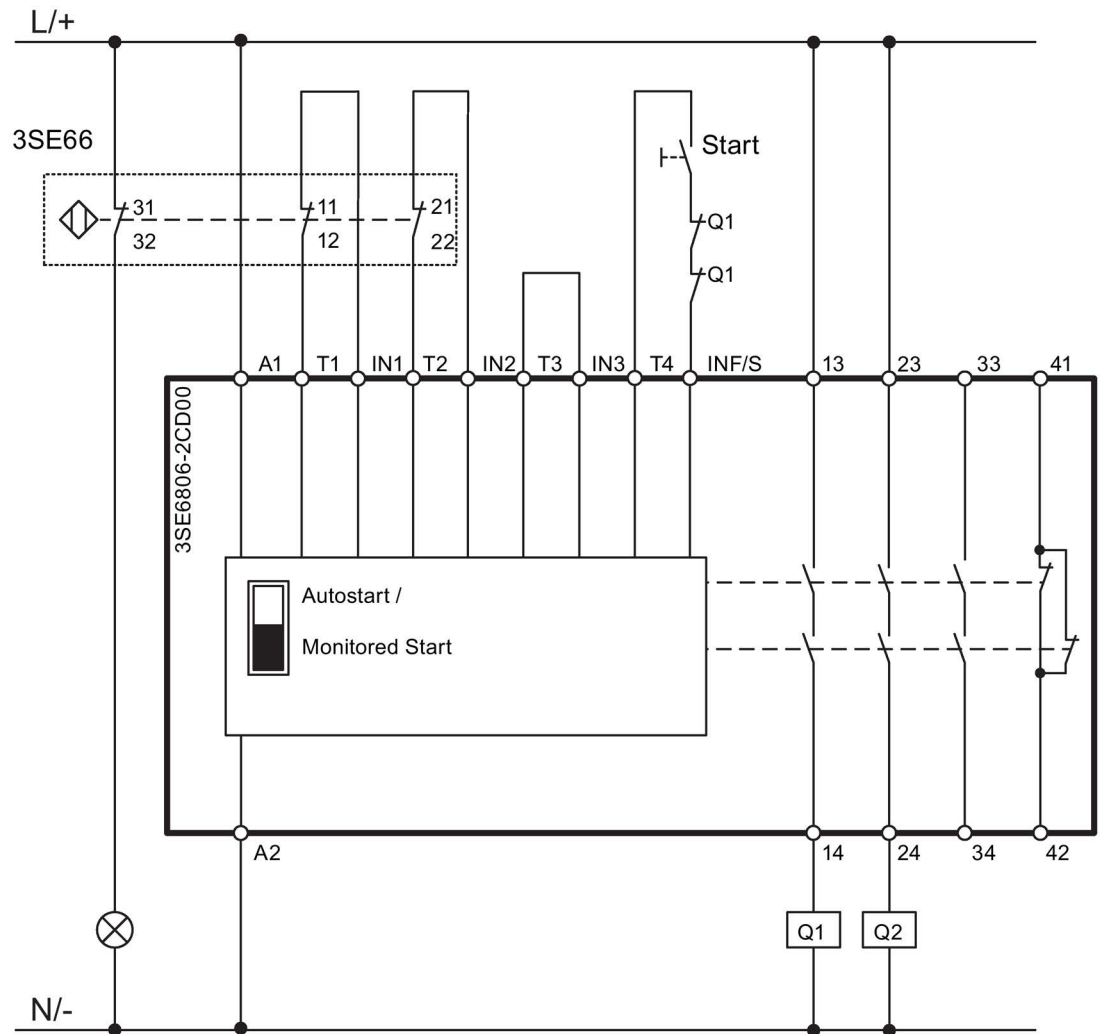 L/+
3SE66
Start
31
11
21
32
12
22
Q1
Q1
A1
T1
IN1
T2
IN2
T3
IN3
T4
INF/S
13
23
33
41
3SE6806-2CD00
Autostart /
Monitored Start
A2
14
24
34
42
Q1
Q2
N/-